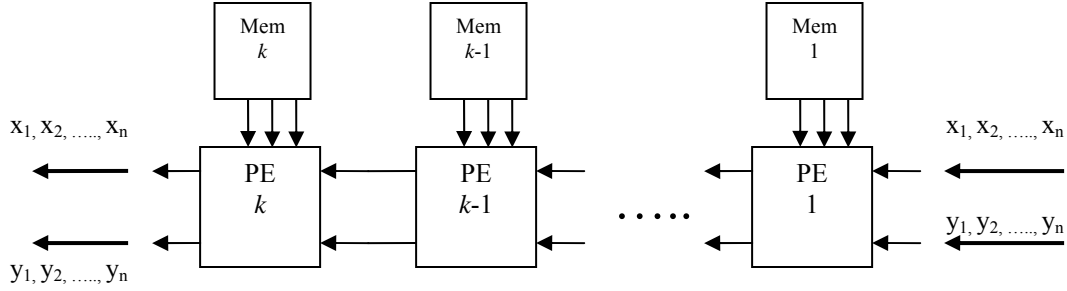 Mem
k
Mem
k-1
Mem
1
x1, x2, ....., xn
x1, x2, ....., xn
PE
k
PE
k-1
.....
PE
1
y1, y2, ....., yn
y1, y2, ....., yn